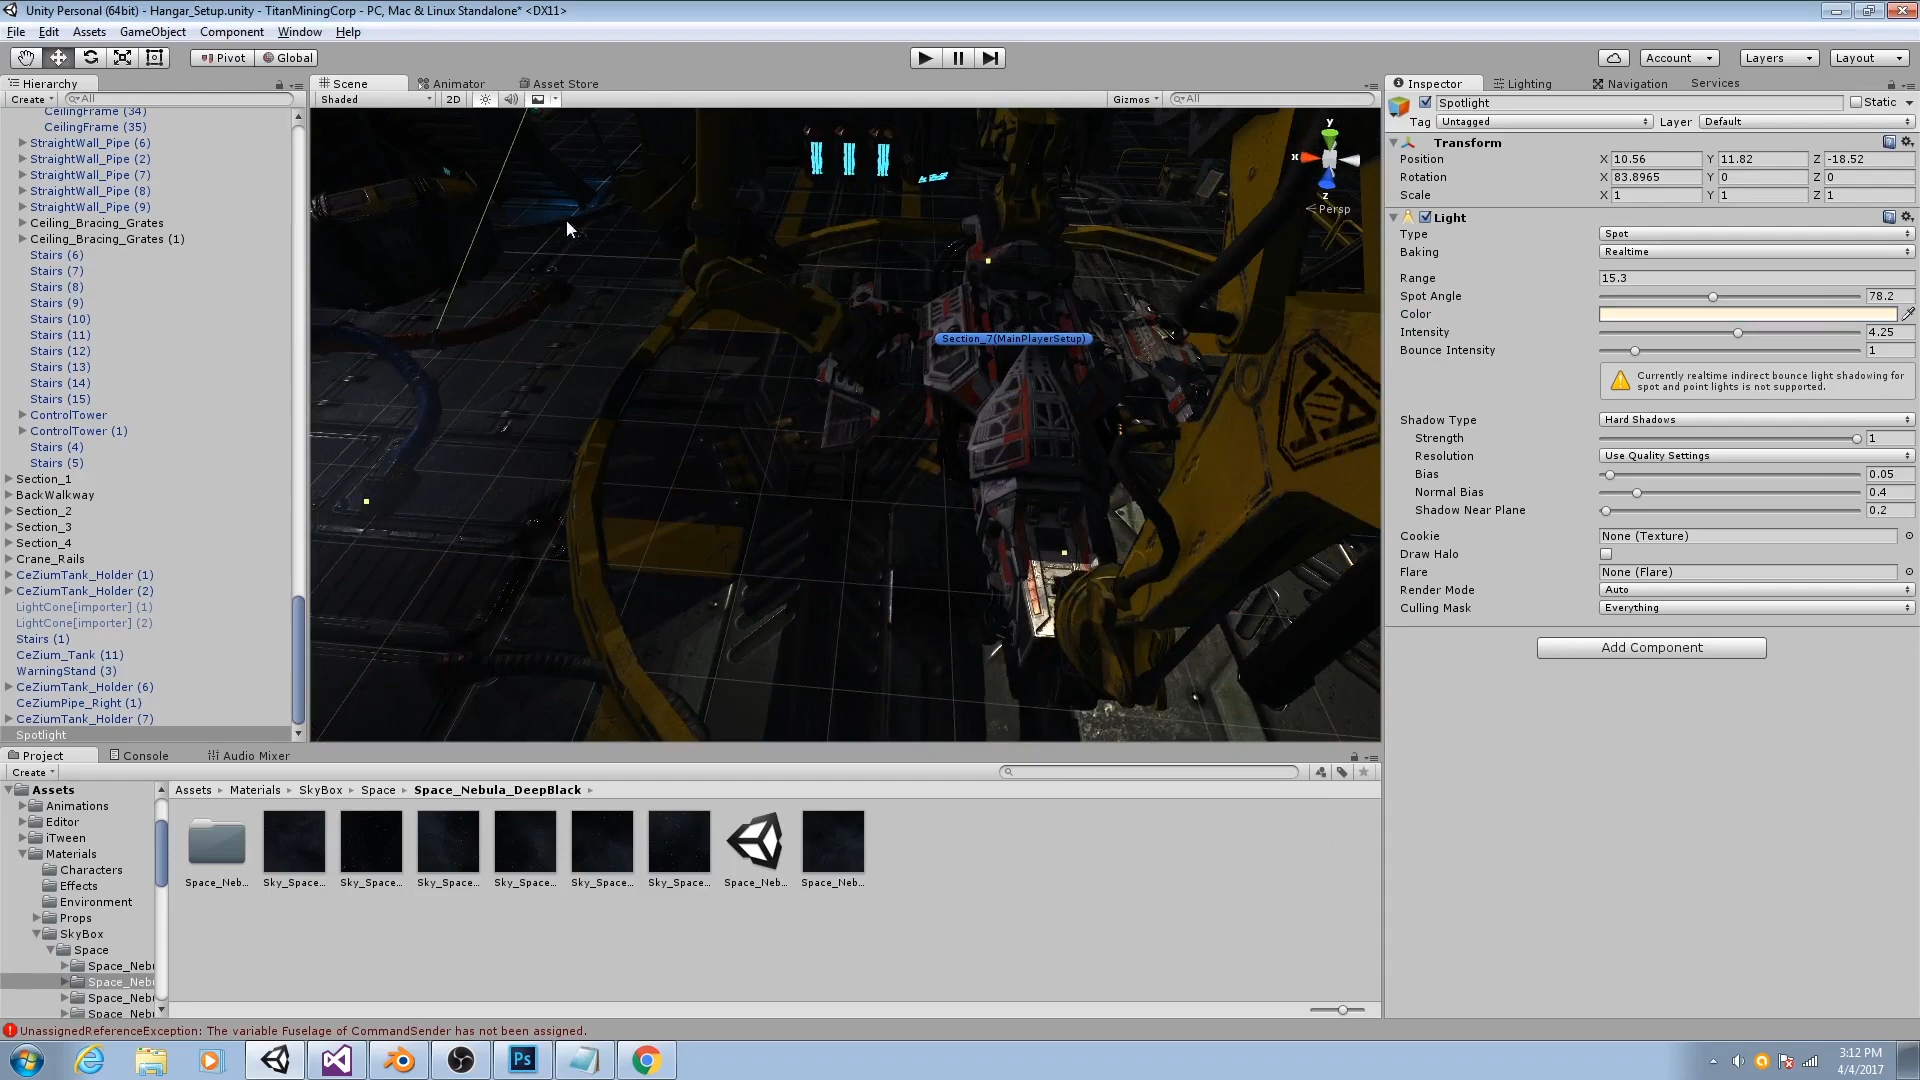 Unity Personal (64bit) - Hangar_Setup.unity - TitanMiningCorp - PC, Mac & Linux Standalone* <DX11>
File Edit Assets GameObject Component Window Help
Pivot Global Account Layers Layout
Hierarchy
Create All
CeilingFrame (34)
CeilingFrame (35)
StraightWall_Pipe (6)
StraightWall_Pipe (2)
StraightWall_Pipe (7)
StraightWall_Pipe (8)
StraightWall_Pipe (9)
Ceiling_Bracing_Grates
Ceiling_Bracing_Grates (1)
Stairs (6)
Stairs (7)
Stairs (8)
Stairs (9)
Stairs (10)
Stairs (11)
Stairs (12)
Stairs (13)
Stairs (14)
Stairs (15)
ControlTower
ControlTower (1)
Stairs (4)
Stairs (5)
Section_1
BackWalkway
Section_2
Section_3
Section_4
Crane_Rails
CeZiumTank_Holder (1)
CeZiumTank_Holder (2)
LightCone[importer] (1)
LightCone[importer] (2)
Stairs (1)
CeZium_Tank (11)
WarningStand (3)
CeZiumTank_Holder (6)
CeZiumPipe_Right (1)
CeZiumTank_Holder (7)
Spotlight
Scene Animator Asset Store
Shaded 2D Gizmos All
y
x
z
Persp
Section_7(MainPlayerSetup)
Inspector Lighting Navigation Services
Spotlight Static
Tag Untagged Layer Default
Transform
Position X 10.56 Y 11.82 Z -18.52
Rotation X 83.8965 Y 0 Z 0
Scale X 1 Y 1 Z 1
Light
Type Spot
Baking Realtime
Range 15.3
Spot Angle 78.2
Color
Intensity 4.25
Bounce Intensity 1
Currently realtime indirect bounce light shadowing for
spot and point lights is not supported.
Shadow Type Hard Shadows
Strength 1
Resolution Use Quality Settings
Bias 0.05
Normal Bias 0.4
Shadow Near Plane 0.2
Cookie None (Texture)
Draw Halo
Flare None (Flare)
Render Mode Auto
Culling Mask Everything
Add Component
Project Console Audio Mixer
Create
Assets
Animations
Editor
iTween
Materials
Characters
Effects
Environment
Props
SkyBox
Space
Space_Neb
Space_Neb
Space_Neb
Space_Neb
Assets Materials SkyBox Space Space_Nebula_DeepBlack
Space_Neb... Sky_Space... Sky_Space... Sky_Space... Sky_Space... Sky_Space... Sky_Space... Space_Neb... Space_Neb...
UnassignedReferenceException: The variable Fuselage of CommandSender has not been assigned.
Ps
3:12 PM
4/4/2017